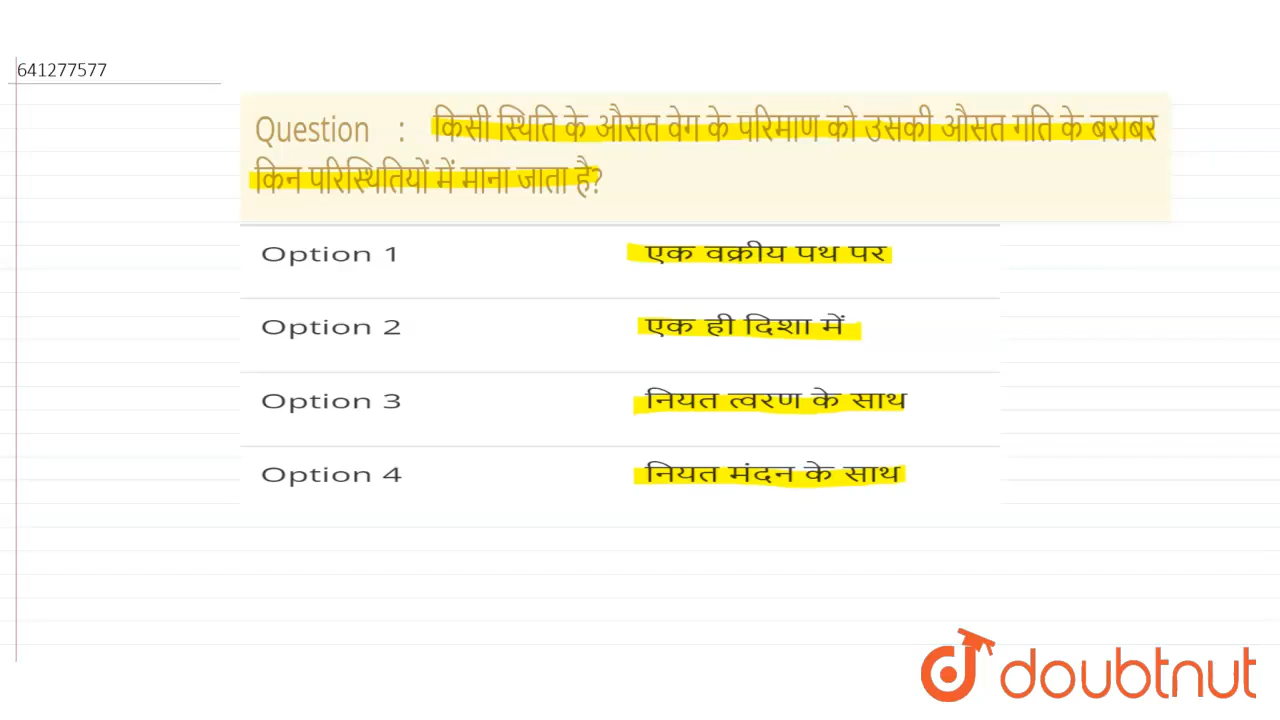 641277577
Question : किसी स्थिति के औसत वेग के परिमाण को उसकी औसत गति के बराबर
किन परिस्थितियों में माना जाता है?
Option 1 एक वक्रीय पथ पर
Option 2 एक ही दिशा में
Option 3 नियत त्वरण के साथ
Option 4 नियत मंदन के साथ
doubtnut